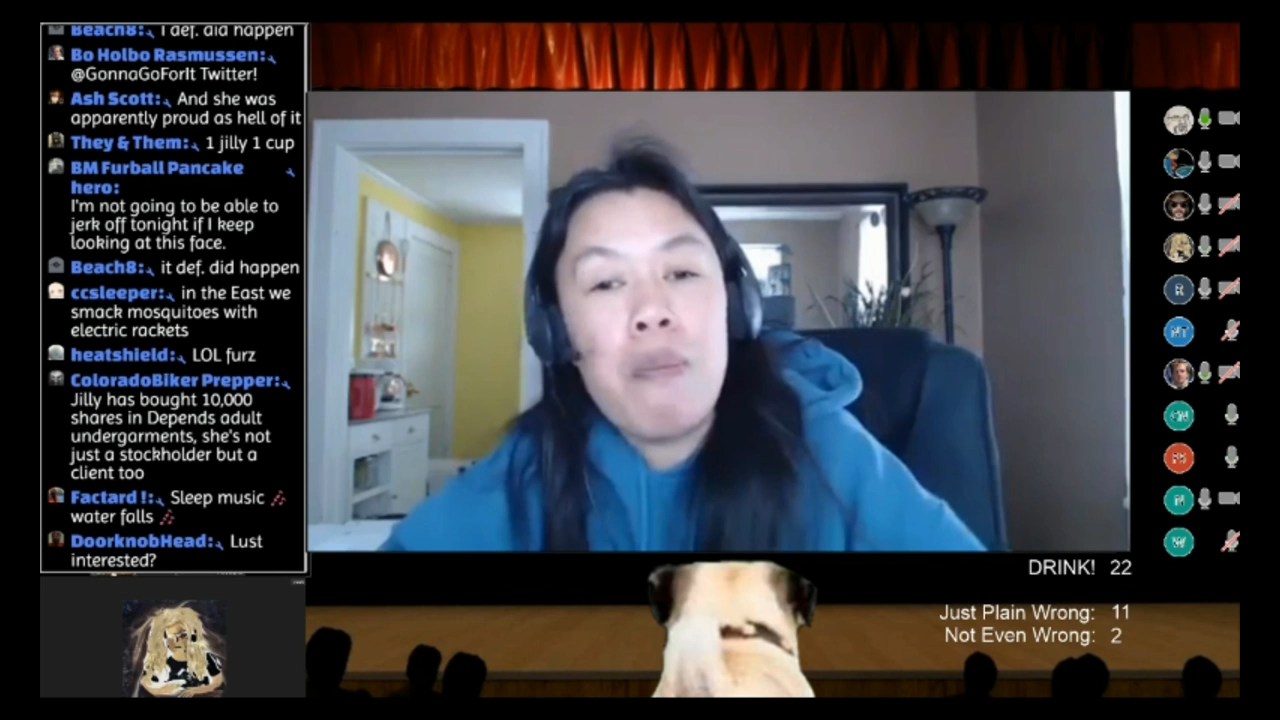 Beach8: I def. did happen
Bo Holbo Rasmussen:
@GonnaGoForIt Twitter!
Ash Scott: And she was
apparently proud as hell of it
They & Them: 1 jilly 1 cup
BM Furball Pancake
hero:
I'm not going to be able to
jerk off tonight if I keep
looking at this face.
Beach8: it def. did happen
ccsleeper: in the East we
smack mosquitoes with
electric rackets
heatshield: LOL furz
ColoradoBiker Prepper:
Jilly has bought 10,000
shares in Depends adult
undergarments, she's not
just a stockholder but a
client too
Factard !: Sleep music
water falls
DoorknobHead: Lust
interested?
R
MT
DRINK! 22
Just Plain Wrong: 11
Not Even Wrong: 2